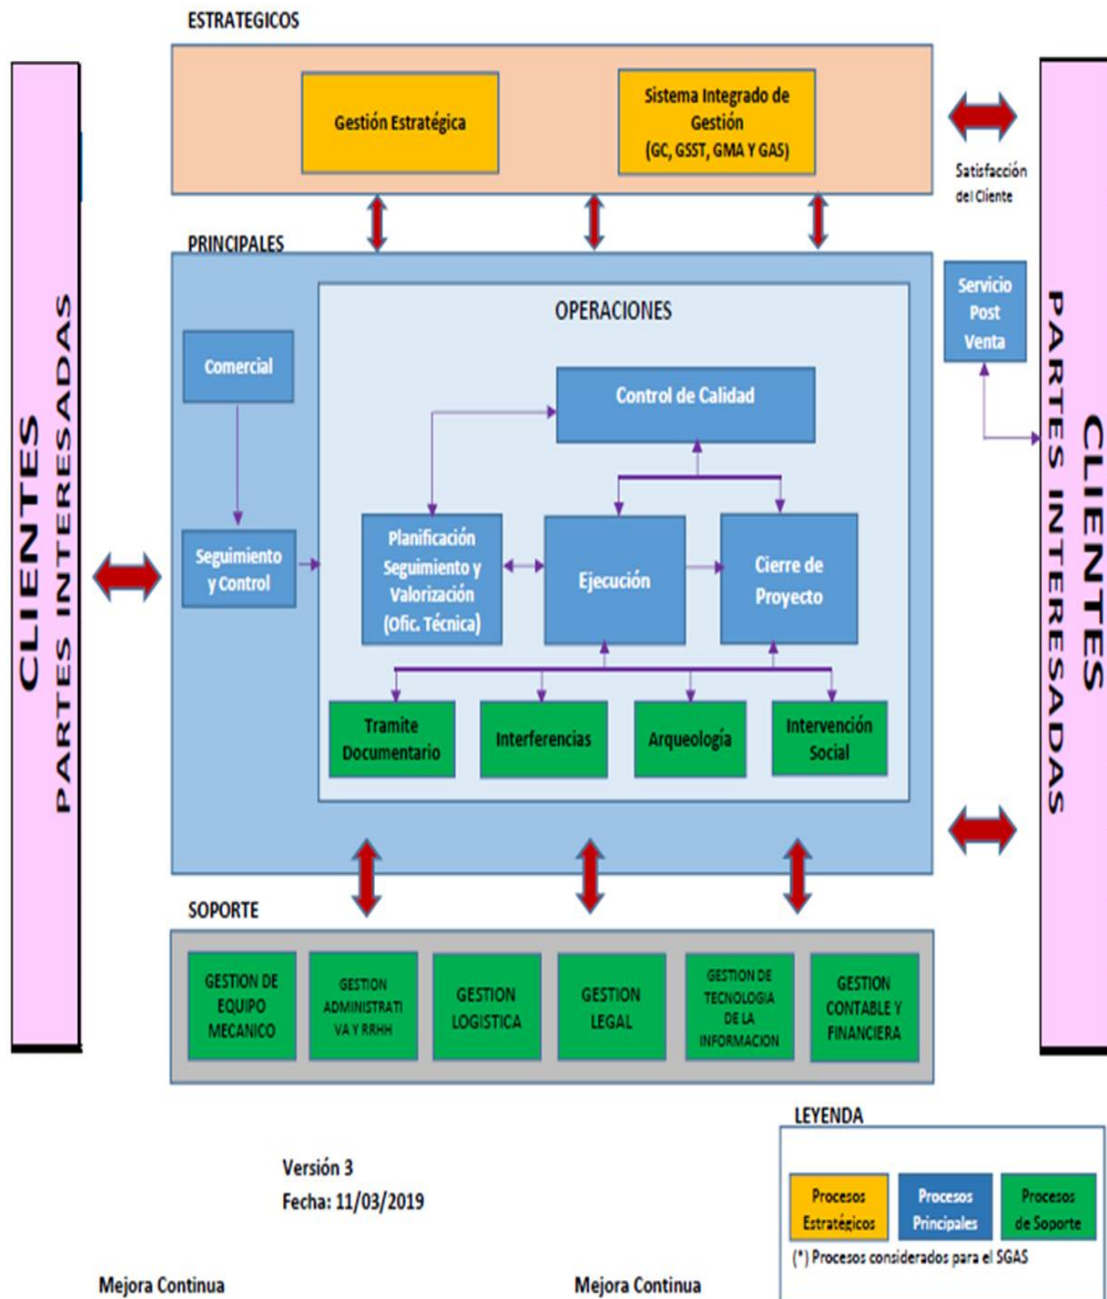 ESTRATEGICOS
Gestión Estratégica
Sistema Integrado de
Gestión
(GC, GSST, GMA Y GAS)
Satisfacción
del Cliente
CLIENTES
PARTES INTERESADAS
PRINCIPALES
OPERACIONES
Comercial
Control de Calidad
Servicio
Post
Venta
Seguimiento
y Control
Planificación
Seguimiento y
Valorización
(Ofic. Técnica)
Ejecución
Cierre de
Proyecto
Tramite
Documentario
Interferencias
Arqueología
Intervención
Social
PARTES INTERESADAS
CLIENTES
SOPORTE
GESTION DE
EQUIPO
MECANICO
GESTION
ADMINISTRATI
VA Y RRHH
GESTION
LOGISTICA
GESTION
LEGAL
GESTION DE
TECNOLOGIA
DE LA
INFORMACION
GESTION
CONTABLE Y
FINANCIERA
LEYENDA
Procesos
Estratégicos
Procesos
Principales
Procesos
de Soporte
(*) Procesos considerados para el SGAS
Versión 3
Fecha: 11/03/2019
Mejora Continua
Mejora Continua